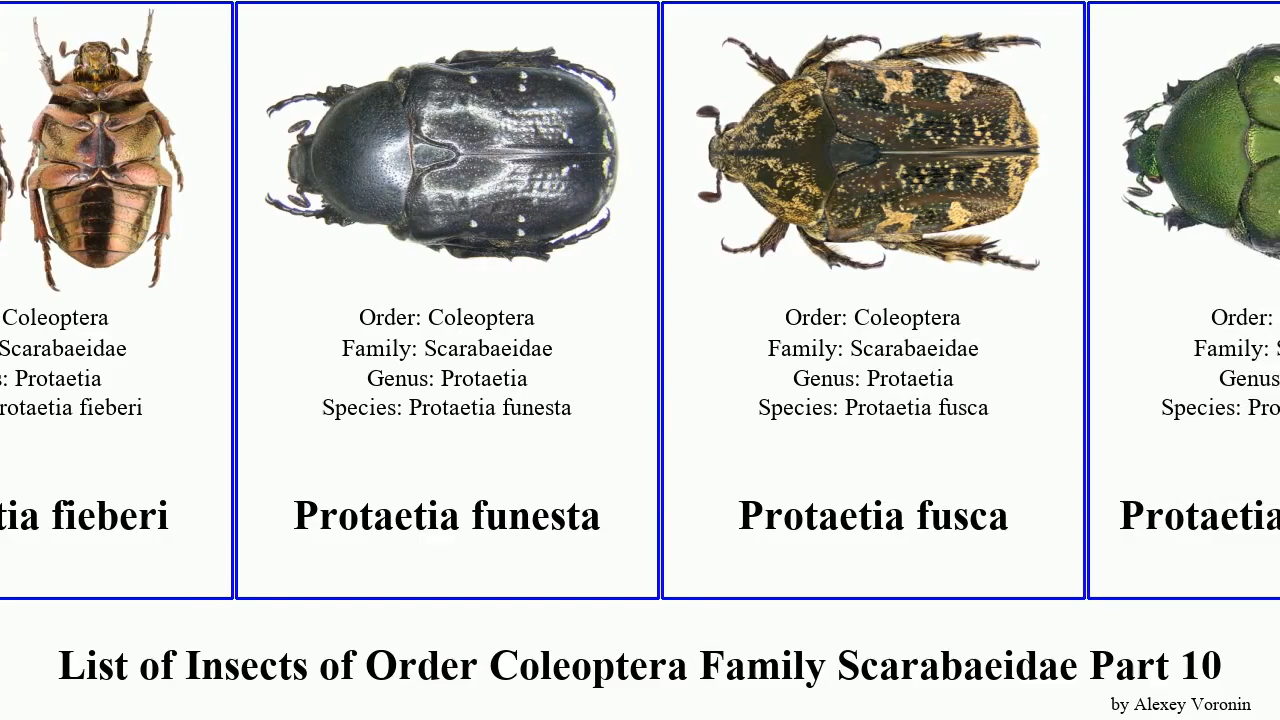 Coleoptera
Scarabaeidae
: Protaetia
rotaetia fieberi
tia fieberi
Order: Coleoptera
Family: Scarabaeidae
Genus: Protaetia
Species: Protaetia funesta
Protaetia funesta
Order: Coleoptera
Family: Scarabaeidae
Genus: Protaetia
Species: Protaetia fusca
Protaetia fusca
Order:
Family:
Genus
Species: Pro
Protaetia
List of Insects of Order Coleoptera Family Scarabaeidae Part 10
by Alexey Voronin